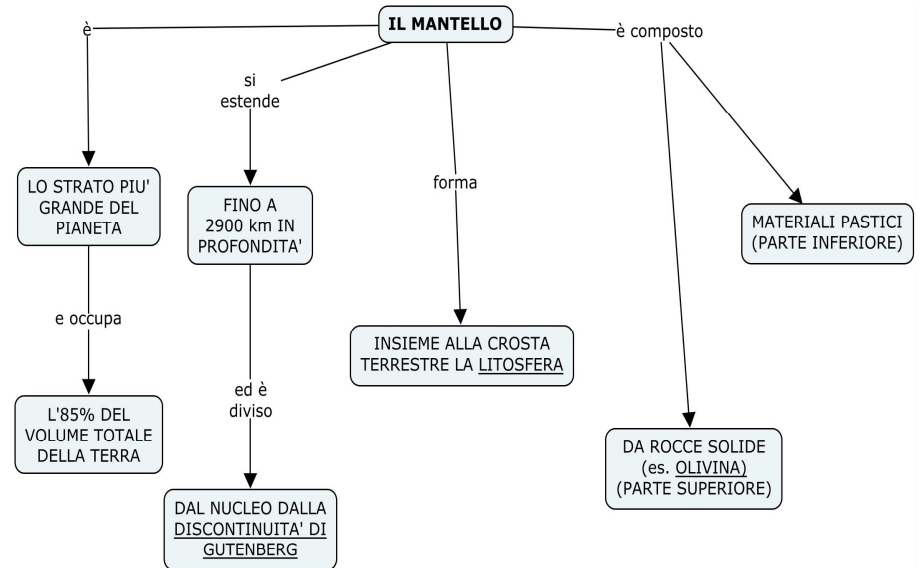 IL MANTELLO
è
LO STRATO PIU'
GRANDE DEL
PIANETA
e occupa
L'85% DEL
VOLUME TOTALE
DELLA TERRA
si
estende
FINO A
2900 km IN
PROFONDITA'
ed è
diviso
DAL NUCLEO DALLA
DISCONTINUITA' DI
GUTENBERG
forma
INSIEME ALLA CROSTA
TERRESTRE LA LITOSFERA
è composto
DA ROCCE SOLIDE
(es. OLIVINA)
(PARTE SUPERIORE)
MATERIALI PASTICI
(PARTE INFERIORE)